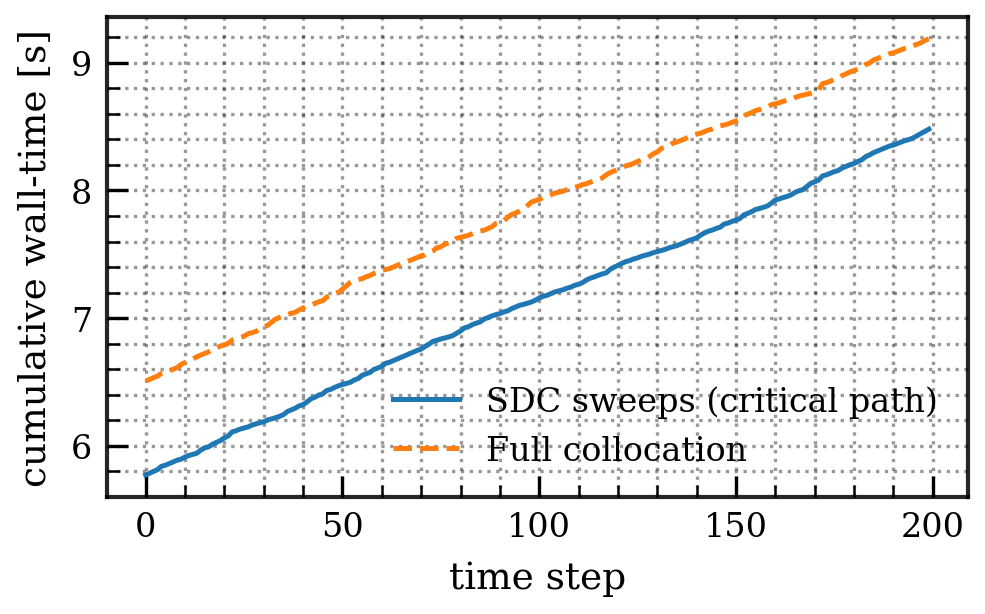 cumulative wall-time [s]
9
8
7
6
SDC sweeps (critical path)
Full collocation
0 50 100 150 200
time step